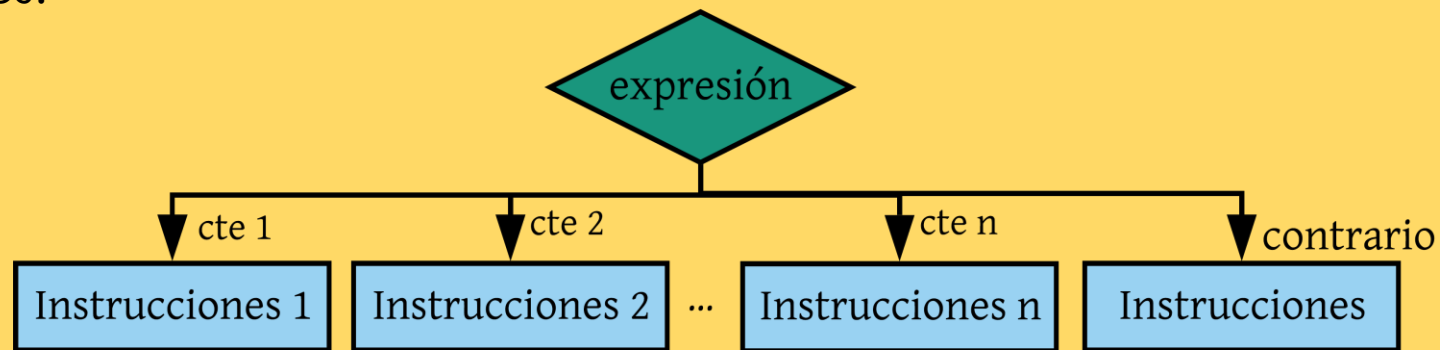 expresión
cte 1
cte 2
cte n
contrario
Instrucciones 1
Instrucciones 2
...
Instrucciones n
Instrucciones